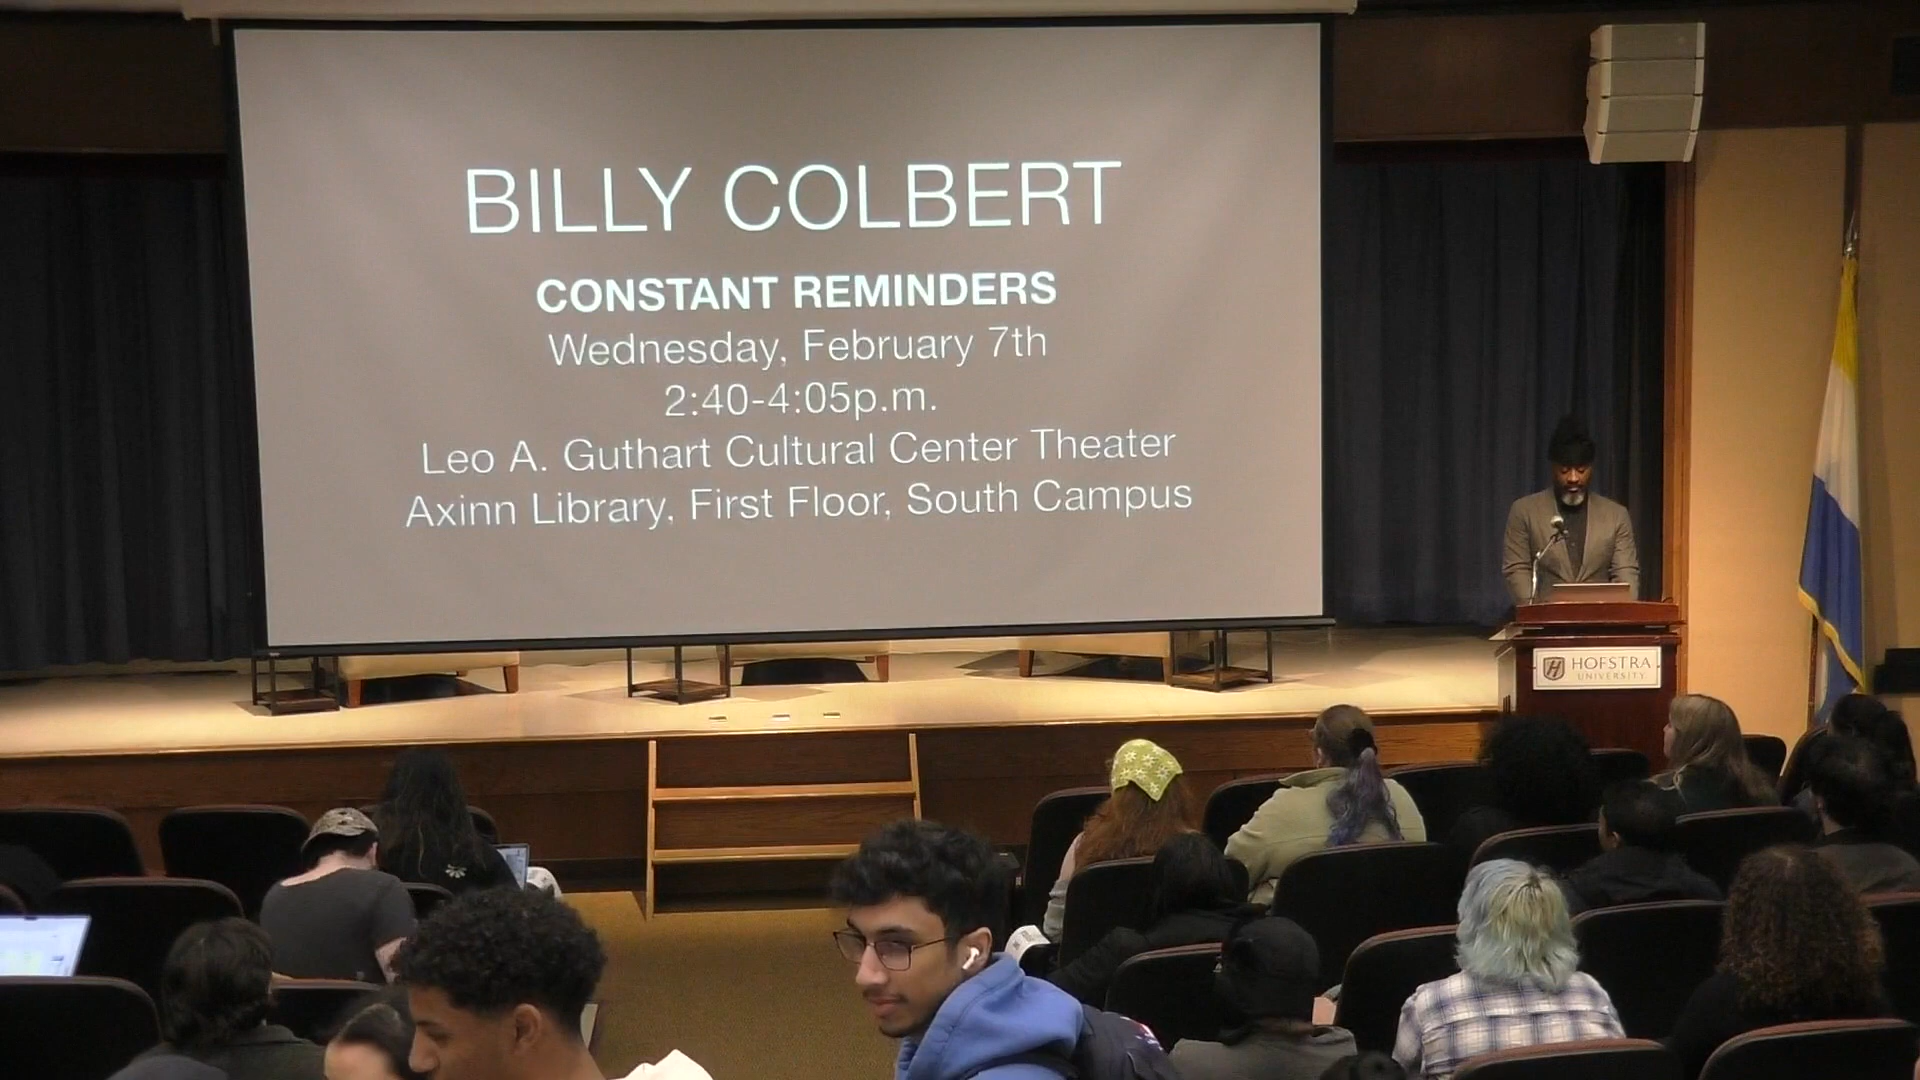 BILLY COLBERT
CONSTANT REMINDERS
Wednesday, February 7th
2:40-4:05p.m.
Leo A. Guthart Cultural Center Theater
Axinn Library, First Floor, South Campus
HOFSTRA
UNIVERSITY